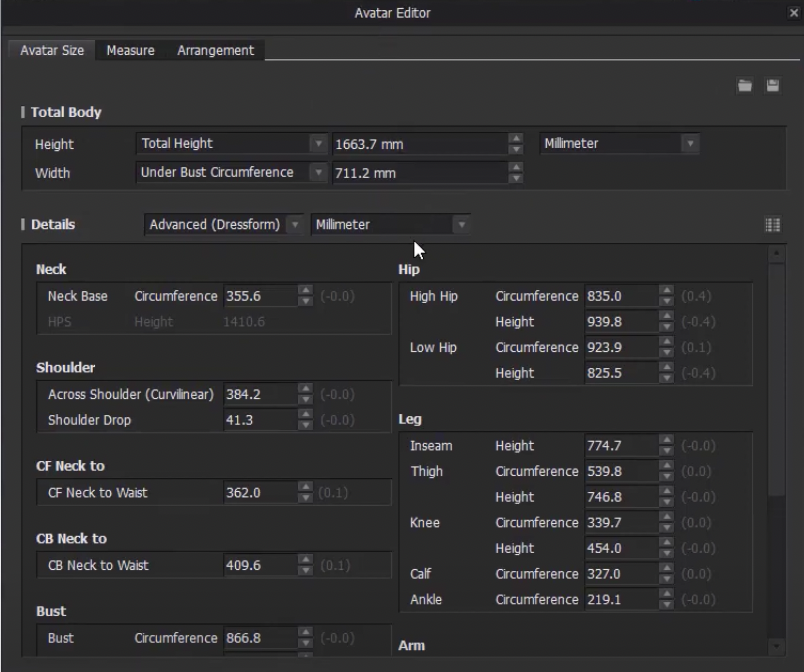 Avatar Editor
Avatar Size Measure Arrangement
Total Body
Height Total Height 1663.7 mm Millimeter
Width Under Bust Circumference 711.2 mm
Details Advanced (Dressform) Millimeter
Neck
Neck Base Circumference 355.6 (-0.0)
HPS Height 1410.6
Shoulder
Across Shoulder (Curvilinear) 384.2 (-0.0)
Shoulder Drop 41.3 (-0.0)
CF Neck to
CF Neck to Waist 362.0 (0.1)
CB Neck to
CB Neck to Waist 409.6 (0.1)
Bust
Bust Circumference 866.8 (-0.0)
Hip
High Hip Circumference 835.0 (0.4)
Height 939.8 (-0.4)
Low Hip Circumference 923.9 (0.1)
Height 825.5 (-0.4)
Leg
Inseam Height 774.7 (-0.0)
Thigh Circumference 539.8 (0.0)
Height 746.8 (-0.0)
Knee Circumference 339.7 (0.0)
Height 454.0 (-0.0)
Calf Circumference 327.0 (0.0)
Ankle Circumference 219.1 (-0.0)
Arm